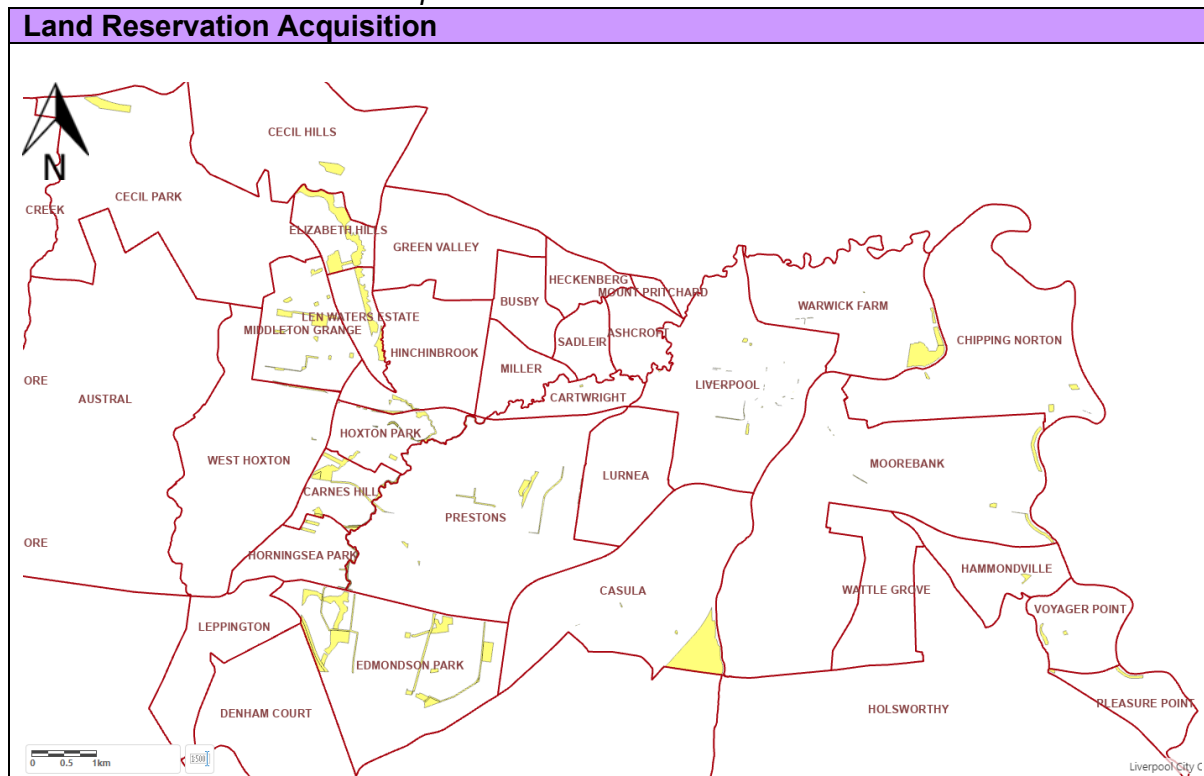 Land Reservation Acquisition
N
CECIL HILLS
CECIL PARK
CREEK
ELIZABETH HILLS
GREEN VALLEY
HECKENBERG
MOUNT PRITCHARD
BUSBY
WARWICK FARM
LEN WATERS ESTATE
MIDDLETON GRANGE
SADLEIR
ASHCROFT
CHIPPING NORTON
HINCHINBROOK
MILLER
ORE
LIVERPOOL
AUSTRAL
CARTWRIGHT
HOXTON PARK
WEST HOXTON
MOOREBANK
LURNEA
CARNES HILL
PRESTONS
ORE
HORNINGSEA PARK
HAMMONDVILLE
CASULA
WATTLE GROVE
VOYAGER POINT
LEPPINGTON
EDMONDSON PARK
PLEASURE POINT
HOLSWORTHY
DENHAM COURT
0 0.5 1km
Liverpool City C